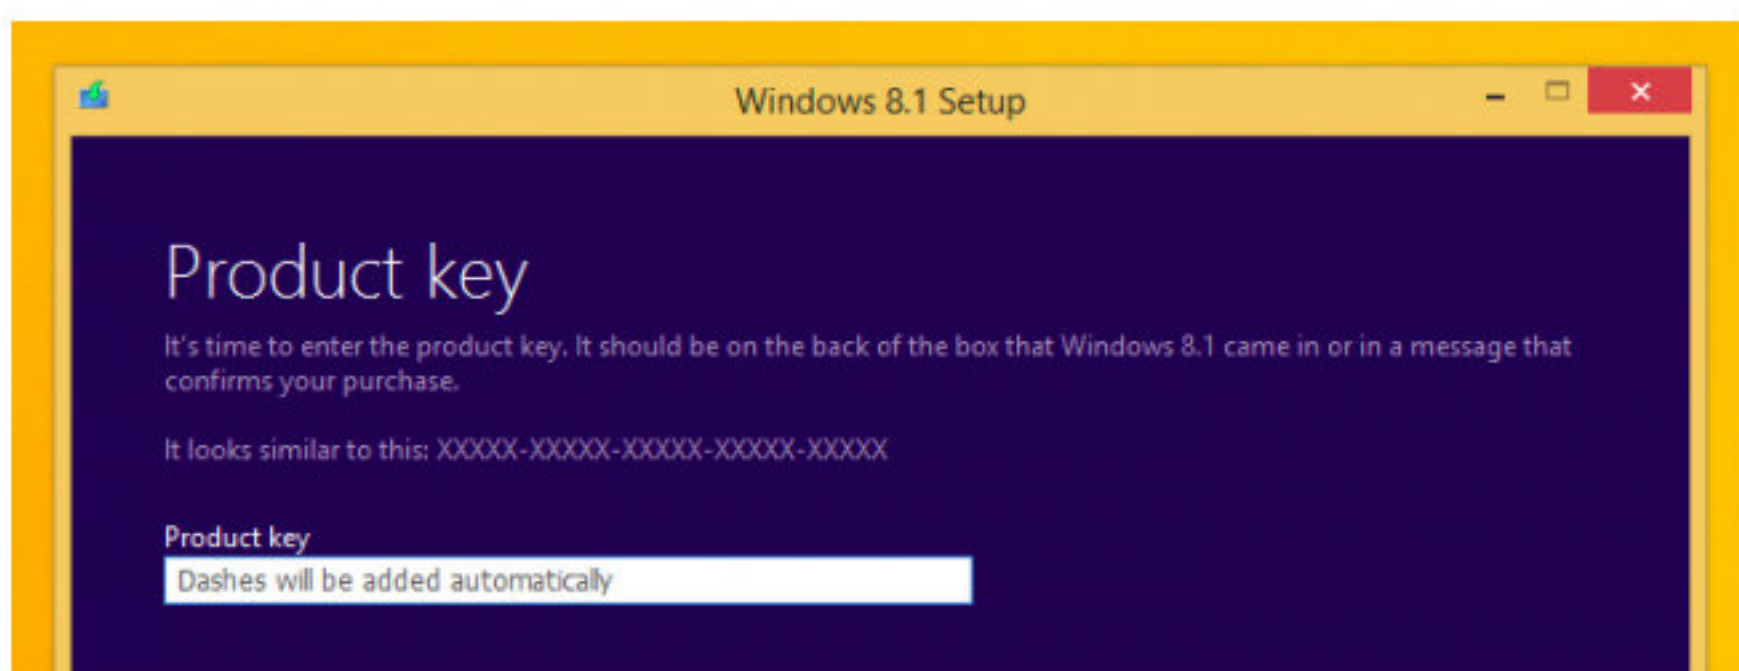 Windows 8.1 Setup
Product key
It's time to enter the product key. It should be on the back of the box that Windows 8.1 came in or in a message that
confirms your purchase.
It looks similar to this: XXXXX-XXXXX-XXXXX-XXXXX-XXXXX
Product key
Dashes will be added automatically